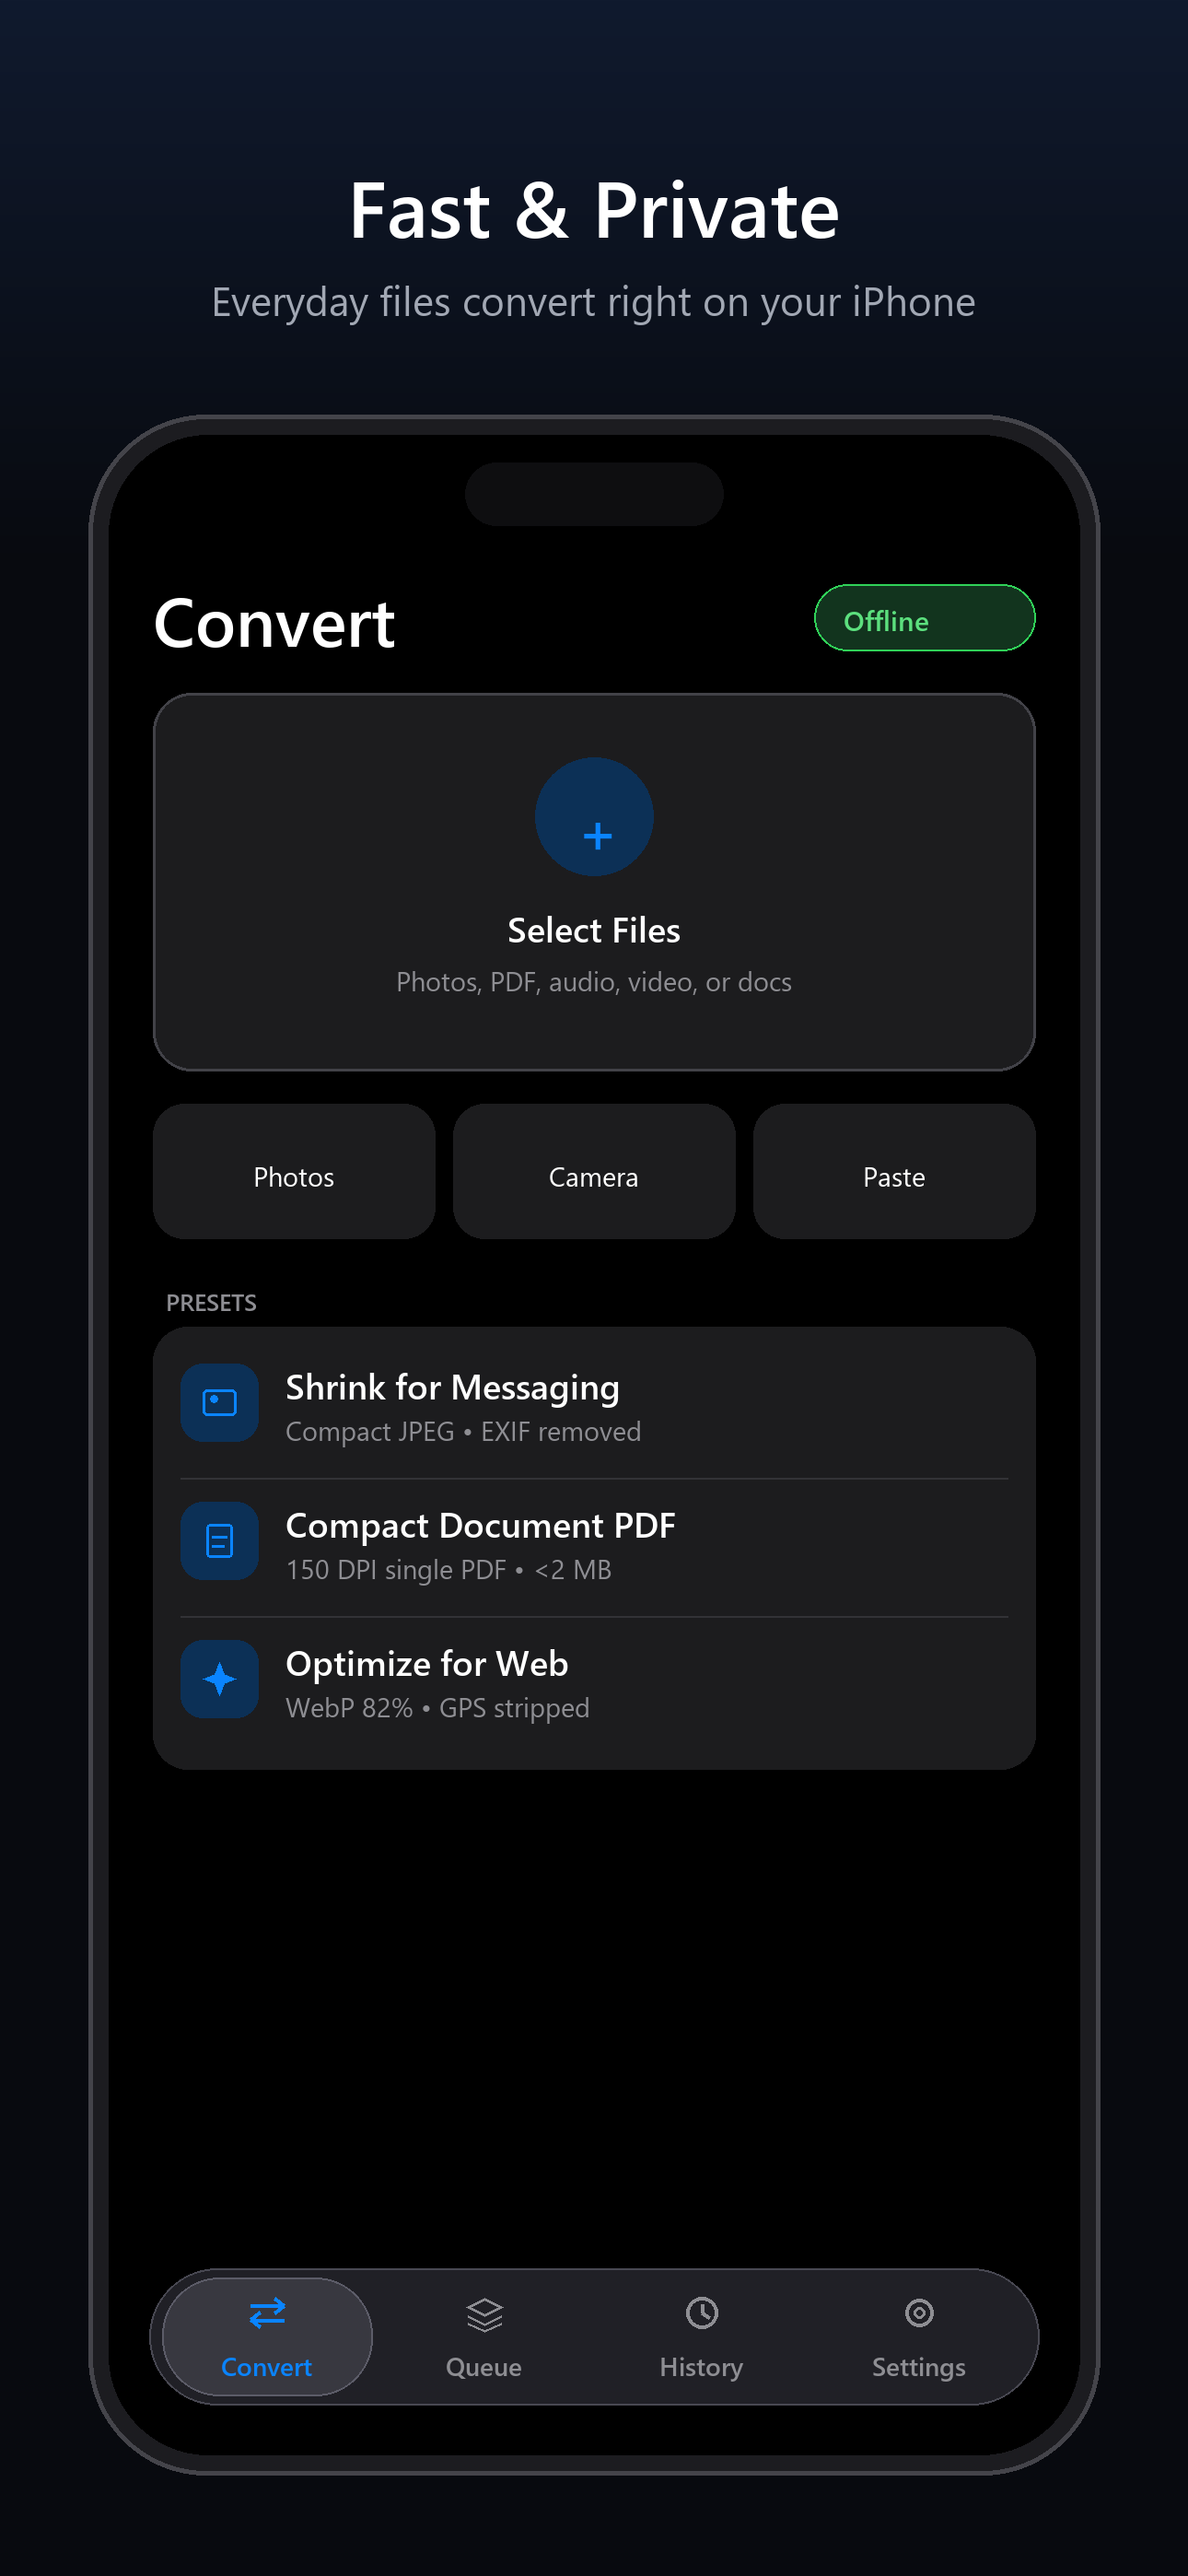 Fast & Private
Everyday files convert right on your iPhone
Convert
Offline
+
Select Files
Photos, PDF, audio, video, or docs
Photos
Camera
Paste
PRESETS
Shrink for Messaging
Compact JPEG • EXIF removed
Compact Document PDF
150 DPI single PDF • <2 MB
Optimize for Web
WebP 82% • GPS stripped
Convert
Queue
History
Settings